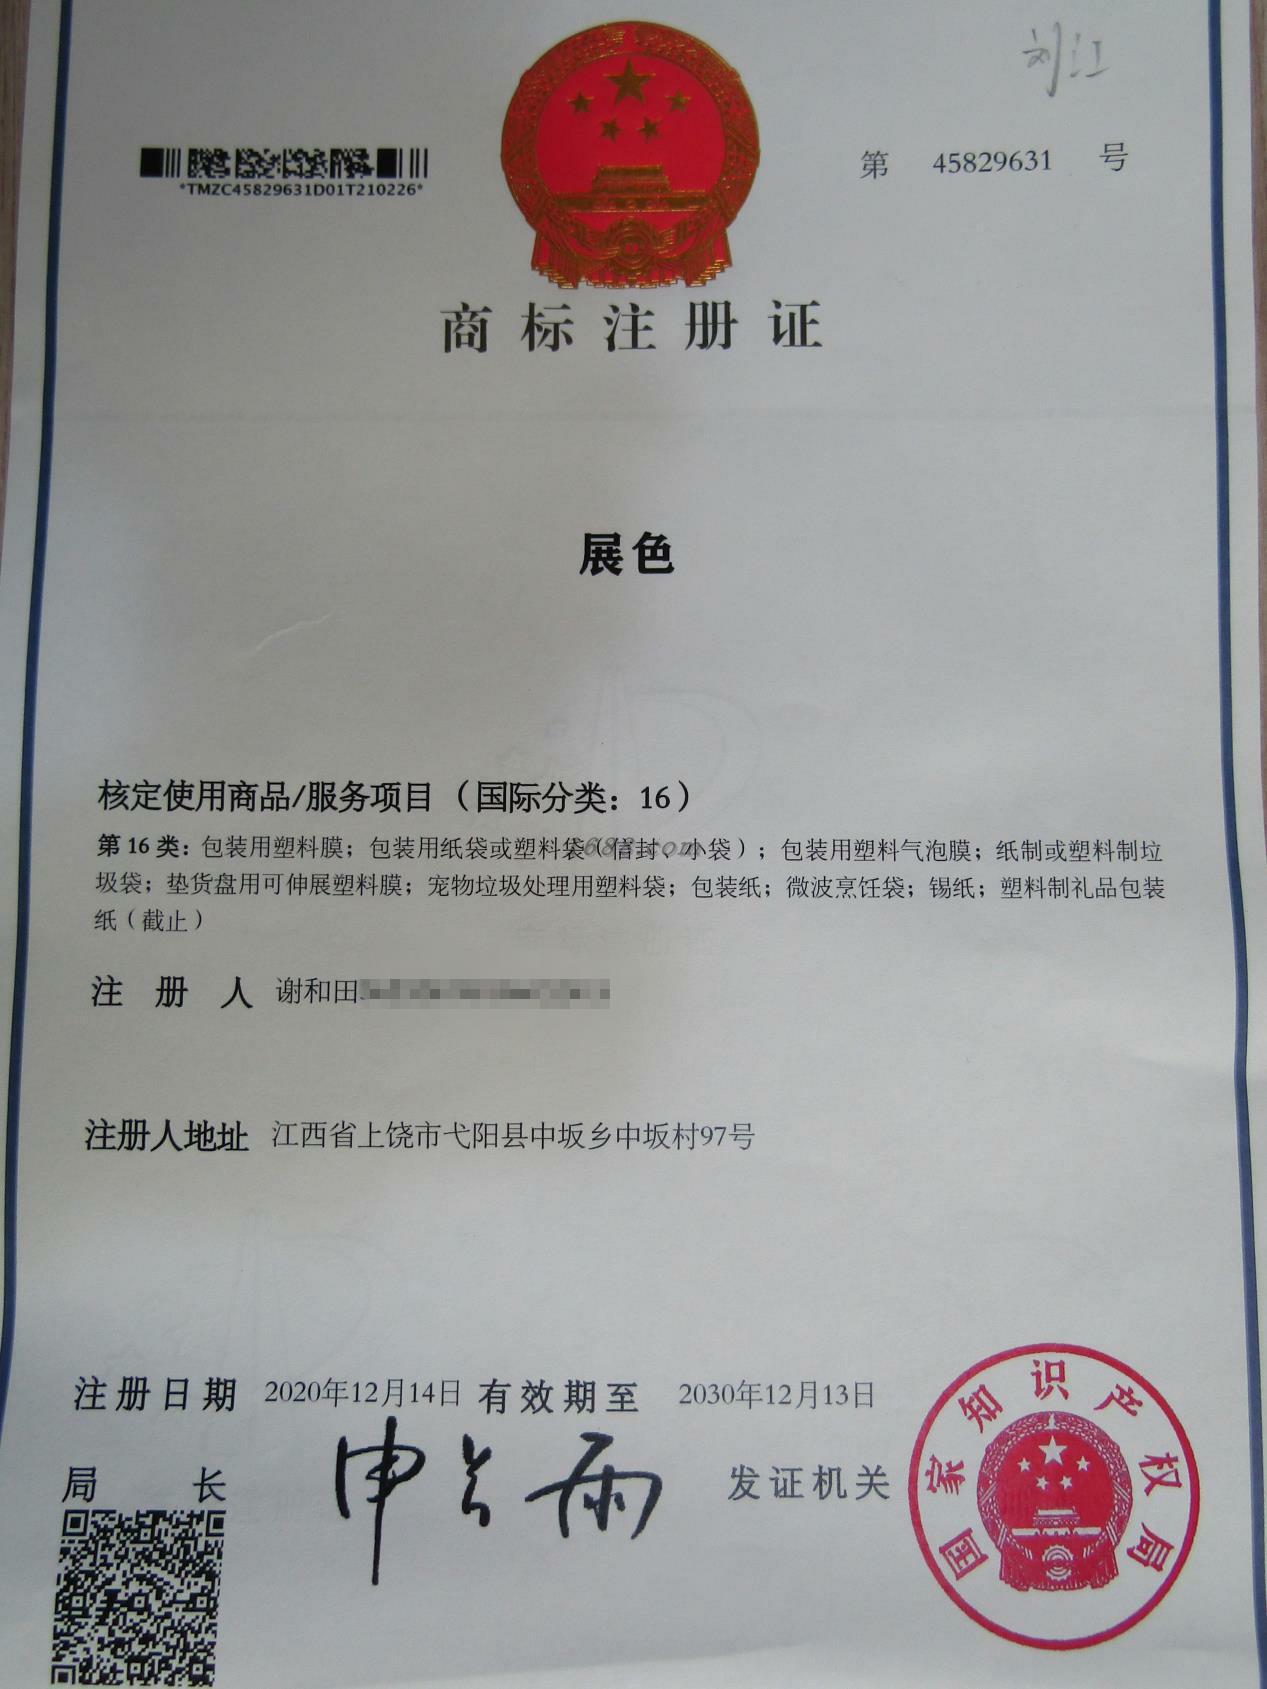 刘江
*TMZC45829631D01T210226*
第 45829631 号
商标注册证
展色
核定使用商品/服务项目（国际分类：16）
第16类：包装用塑料膜；包装用纸袋或塑料袋（信封、小袋）；包装用塑料气泡膜；纸制或塑料制垃
圾袋；垫货盘用可伸展塑料膜；宠物垃圾处理用塑料袋；包装纸；微波烹饪袋；锡纸；塑料制礼品包装
纸（截止）
注册人 谢和田
注册人地址 江西省上饶市弋阳县中坂乡中坂村97号
注册日期 2020年12月14日 有效期至 2030年12月13日
局长 申长雨 发证机关
国家知识产权局